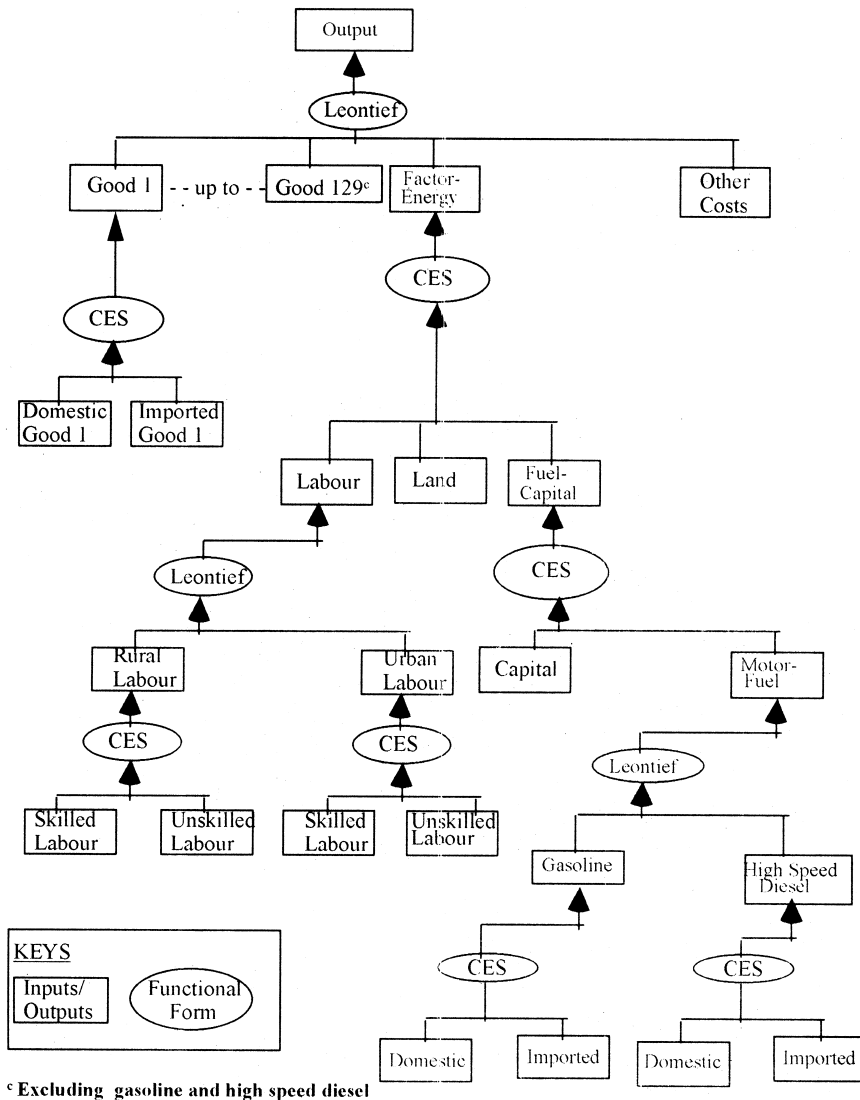 Output
Leontief
Good 1
- - up to - -
Good 129ᶜ
Factor-
Energy
Other
Costs
CES
CES
Domestic
Good 1
Imported
Good 1
Labour
Land
Fuel-
Capital
Leontief
CES
Rural
Labour
Urban
Labour
Capital
Motor-
Fuel
CES
CES
Leontief
Skilled
Labour
Unskilled
Labour
Skilled
Labour
Unskilled
Labour
Gasoline
High Speed
Diesel
KEYS
Inputs/
Outputs
Functional
Form
CES
CES
Domestic
Imported
Domestic
Imported
ᶜ Excluding gasoline and high speed diesel